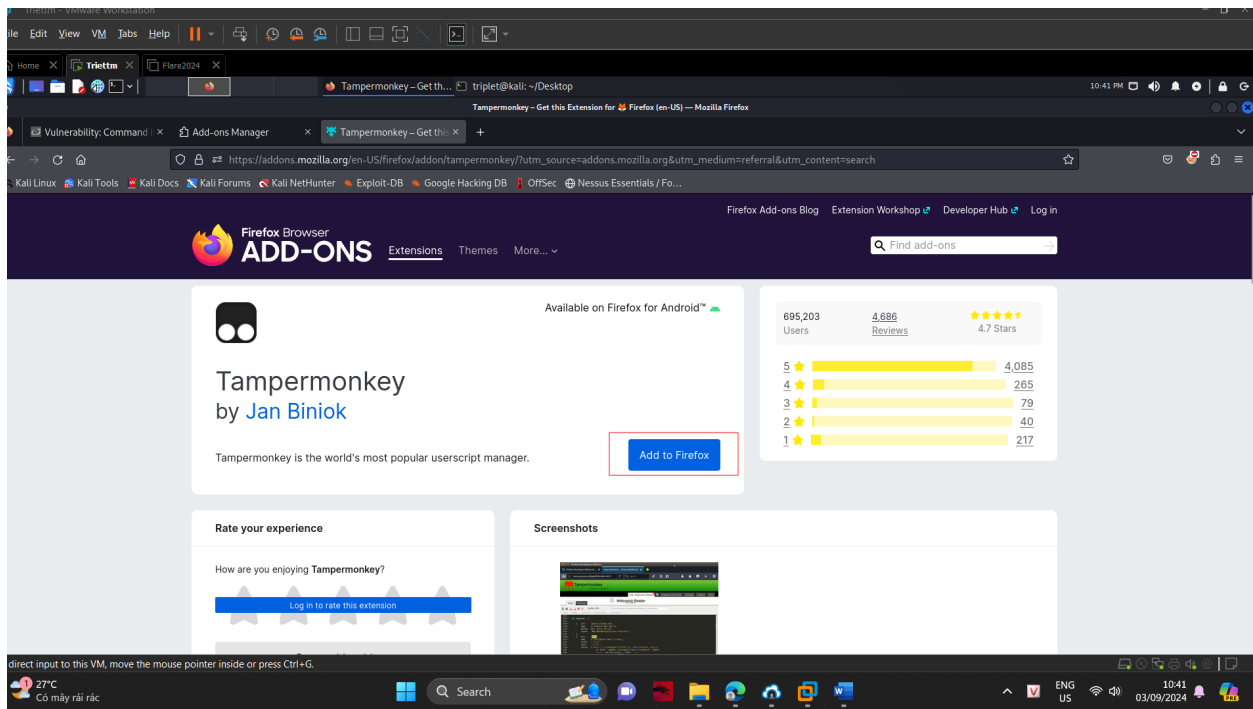 Triettm - VMware Workstation
ile Edit View VM Tabs Help
Home Triettm Flare2024
Tampermonkey – Get th... triplet@kali: ~/Desktop 10:41 PM
Tampermonkey – Get this Extension for 🦊 Firefox (en-US) — Mozilla Firefox
Vulnerability: Command I Add-ons Manager Tampermonkey – Get this
https://addons.mozilla.org/en-US/firefox/addon/tampermonkey/?utm_source=addons.mozilla.org&utm_medium=referral&utm_content=search
Kali Linux Kali Tools Kali Docs Kali Forums Kali NetHunter Exploit-DB Google Hacking DB OffSec Nessus Essentials / Fo...
Firefox Add-ons Blog Extension Workshop Developer Hub Log in
Firefox Browser
ADD-ONS Extensions Themes More...
Find add-ons
Available on Firefox for Android™
Tampermonkey
by Jan Biniok
Tampermonkey is the world's most popular userscript manager.
Add to Firefox
695,203 4,686
Users Reviews 4.7 Stars
5 4,085
4 265
3 79
2 40
1 217
Rate your experience
How are you enjoying Tampermonkey?
Log in to rate this extension
Screenshots
direct input to this VM, move the mouse pointer inside or press Ctrl+G.
1
27°C
Có mây rải rác
Search
V
ENG
US
10:41
03/09/2024
PRE